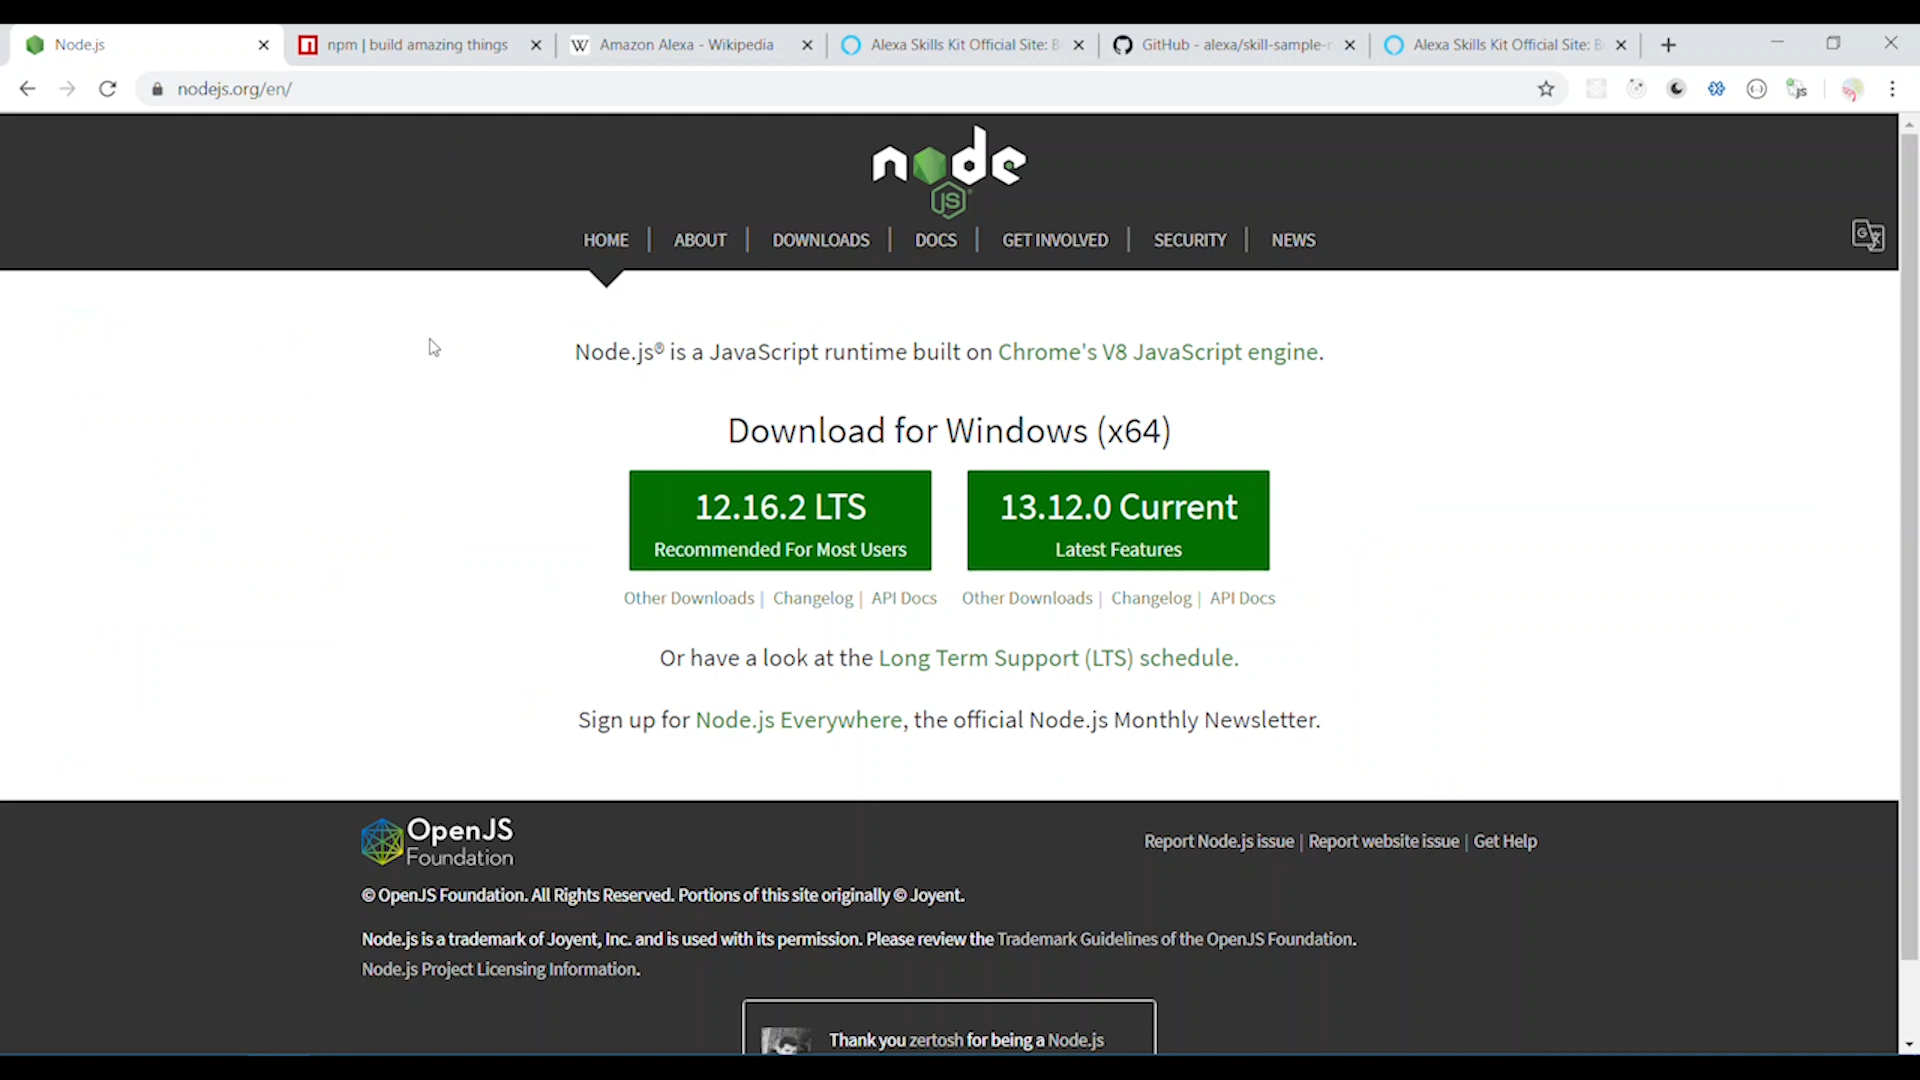 Node.js
npm | build amazing things
Amazon Alexa - Wikipedia
Alexa Skills Kit Official Site: B
GitHub - alexa/skill-sample-n
Alexa Skills Kit Official Site: B
nodejs.org/en/
node
JS
HOME | ABOUT | DOWNLOADS | DOCS | GET INVOLVED | SECURITY | NEWS
Node.js® is a JavaScript runtime built on Chrome's V8 JavaScript engine.
Download for Windows (x64)
12.16.2 LTS
Recommended For Most Users
13.12.0 Current
Latest Features
Other Downloads | Changelog | API Docs
Other Downloads | Changelog | API Docs
Or have a look at the Long Term Support (LTS) schedule.
Sign up for Node.js Everywhere, the official Node.js Monthly Newsletter.
OpenJS
Foundation
Report Node.js issue | Report website issue | Get Help
© OpenJS Foundation. All Rights Reserved. Portions of this site originally © Joyent.
Node.js is a trademark of Joyent, Inc. and is used with its permission. Please review the Trademark Guidelines of the OpenJS Foundation.
Node.js Project Licensing Information.
Thank you zertosh for being a Node.js